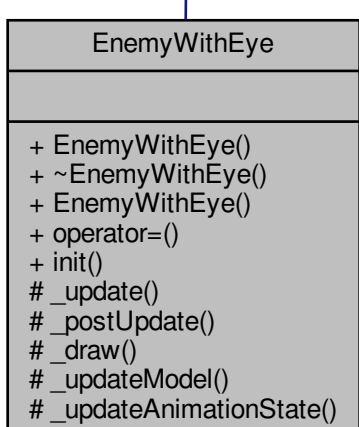 EnemyWithEye
+ EnemyWithEye()
+ ~EnemyWithEye()
+ EnemyWithEye()
+ operator=()
+ init()
# _update()
# _postUpdate()
# _draw()
# _updateModel()
# _updateAnimationState()